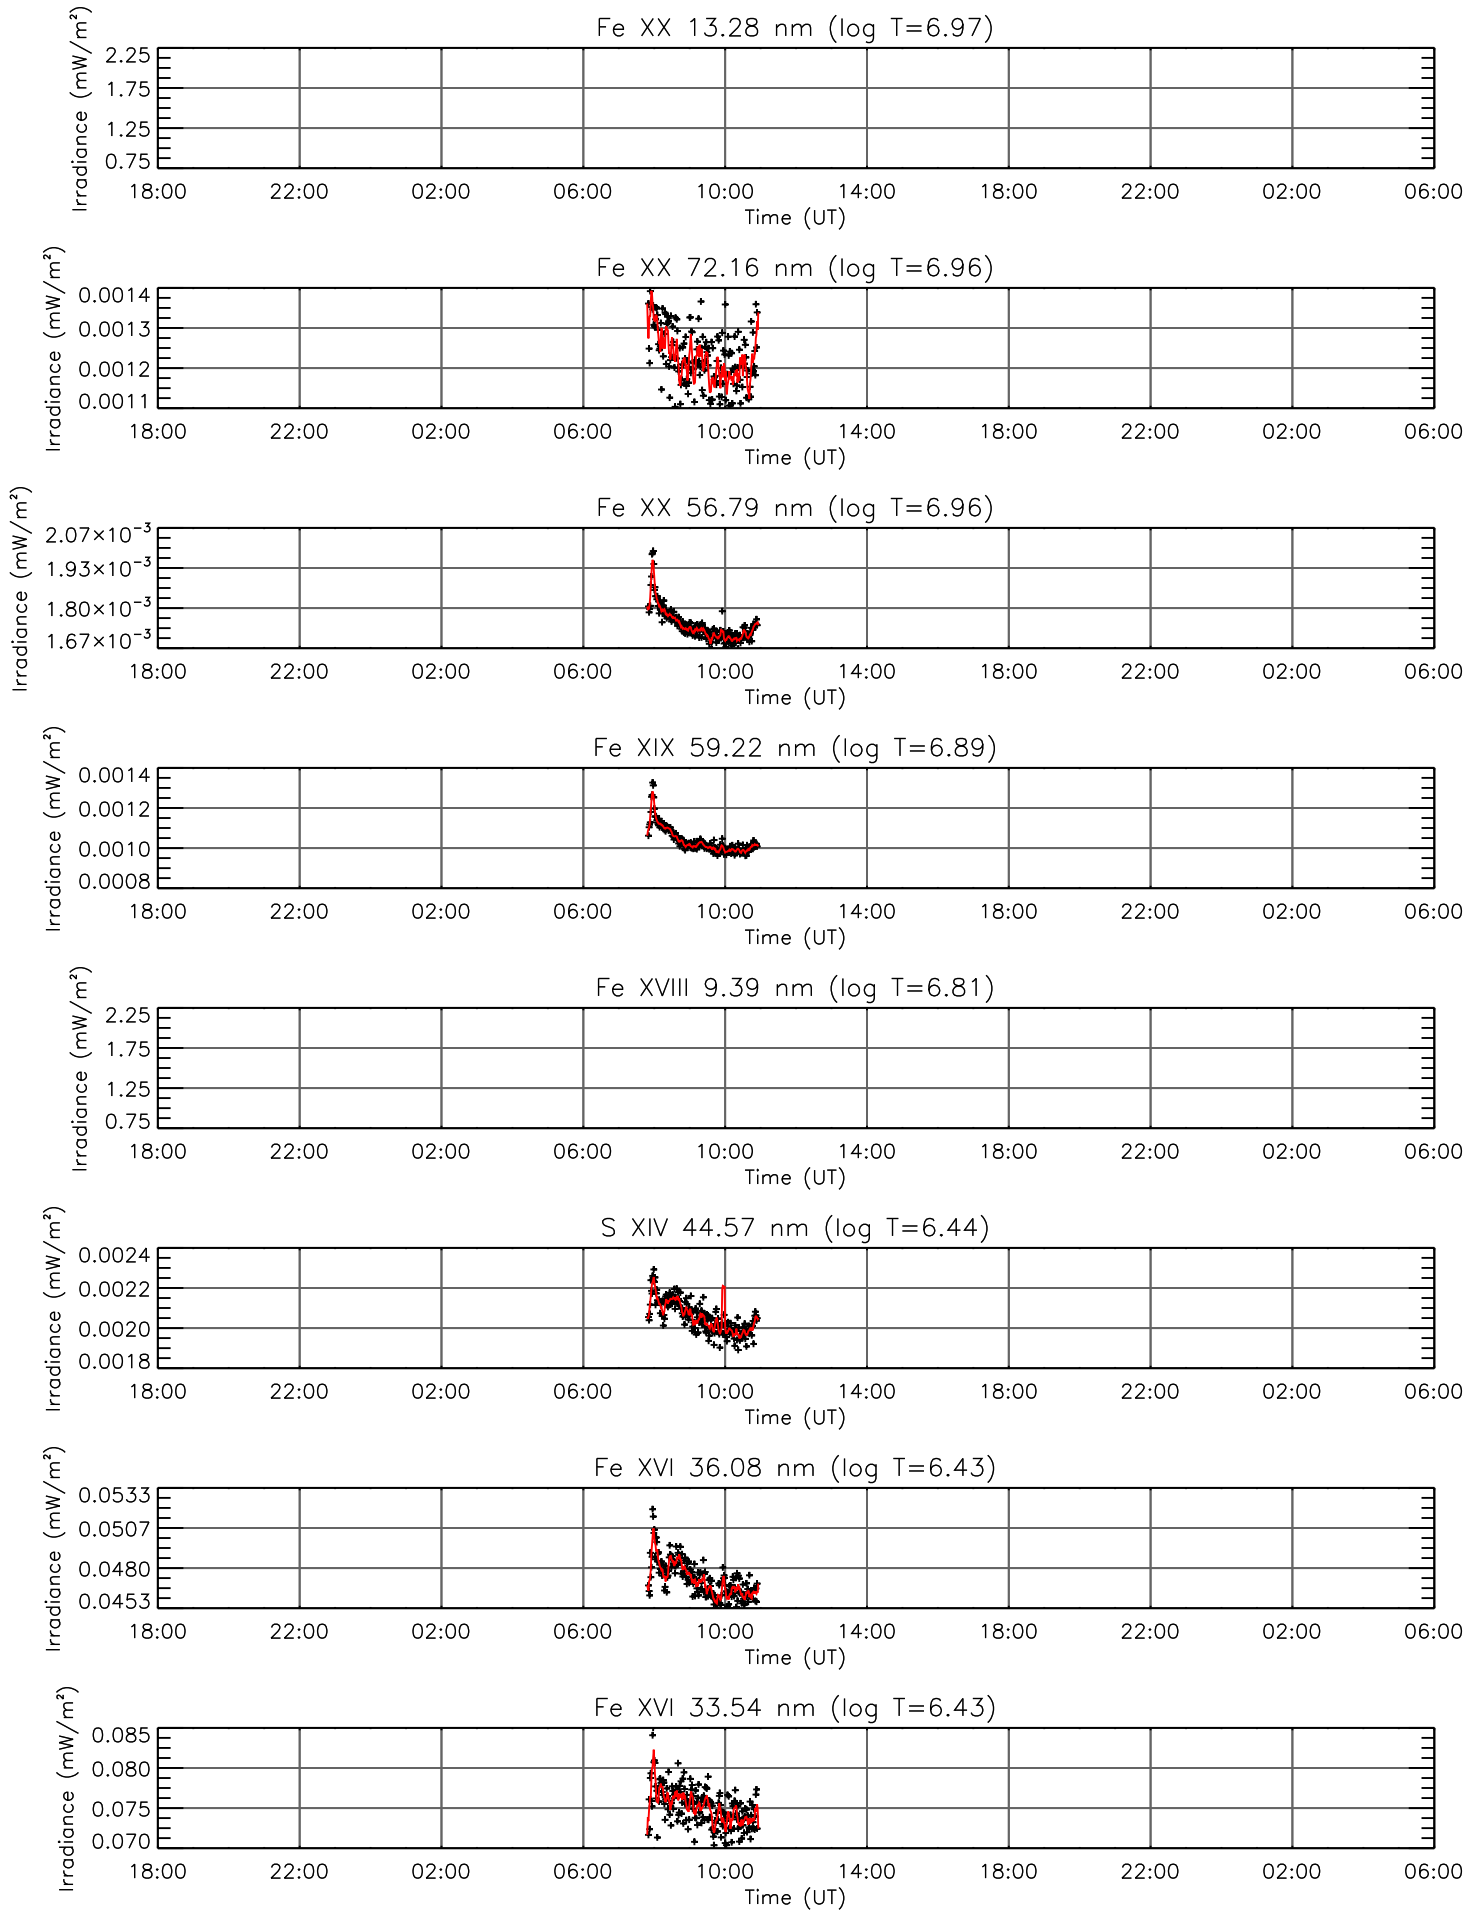 Fe XX 13.28 nm (log T=6.97)
Irradiance (mW/m²)
2.25
1.75
1.25
0.75
18:00 22:00 02:00 06:00 10:00 14:00 18:00 22:00 02:00 06:00
Time (UT)
Fe XX 72.16 nm (log T=6.96)
Irradiance (mW/m²)
0.0014
0.0013
0.0012
0.0011
18:00 22:00 02:00 06:00 10:00 14:00 18:00 22:00 02:00 06:00
Time (UT)
Fe XX 56.79 nm (log T=6.96)
Irradiance (mW/m²)
2.07×10⁻³
1.93×10⁻³
1.80×10⁻³
1.67×10⁻³
18:00 22:00 02:00 06:00 10:00 14:00 18:00 22:00 02:00 06:00
Time (UT)
Fe XIX 59.22 nm (log T=6.89)
Irradiance (mW/m²)
0.0014
0.0012
0.0010
0.0008
18:00 22:00 02:00 06:00 10:00 14:00 18:00 22:00 02:00 06:00
Time (UT)
Fe XVIII 9.39 nm (log T=6.81)
Irradiance (mW/m²)
2.25
1.75
1.25
0.75
18:00 22:00 02:00 06:00 10:00 14:00 18:00 22:00 02:00 06:00
Time (UT)
S XIV 44.57 nm (log T=6.44)
Irradiance (mW/m²)
0.0024
0.0022
0.0020
0.0018
18:00 22:00 02:00 06:00 10:00 14:00 18:00 22:00 02:00 06:00
Time (UT)
Fe XVI 36.08 nm (log T=6.43)
Irradiance (mW/m²)
0.0533
0.0507
0.0480
0.0453
18:00 22:00 02:00 06:00 10:00 14:00 18:00 22:00 02:00 06:00
Time (UT)
Fe XVI 33.54 nm (log T=6.43)
Irradiance (mW/m²)
0.085
0.080
0.075
0.070
18:00 22:00 02:00 06:00 10:00 14:00 18:00 22:00 02:00 06:00
Time (UT)